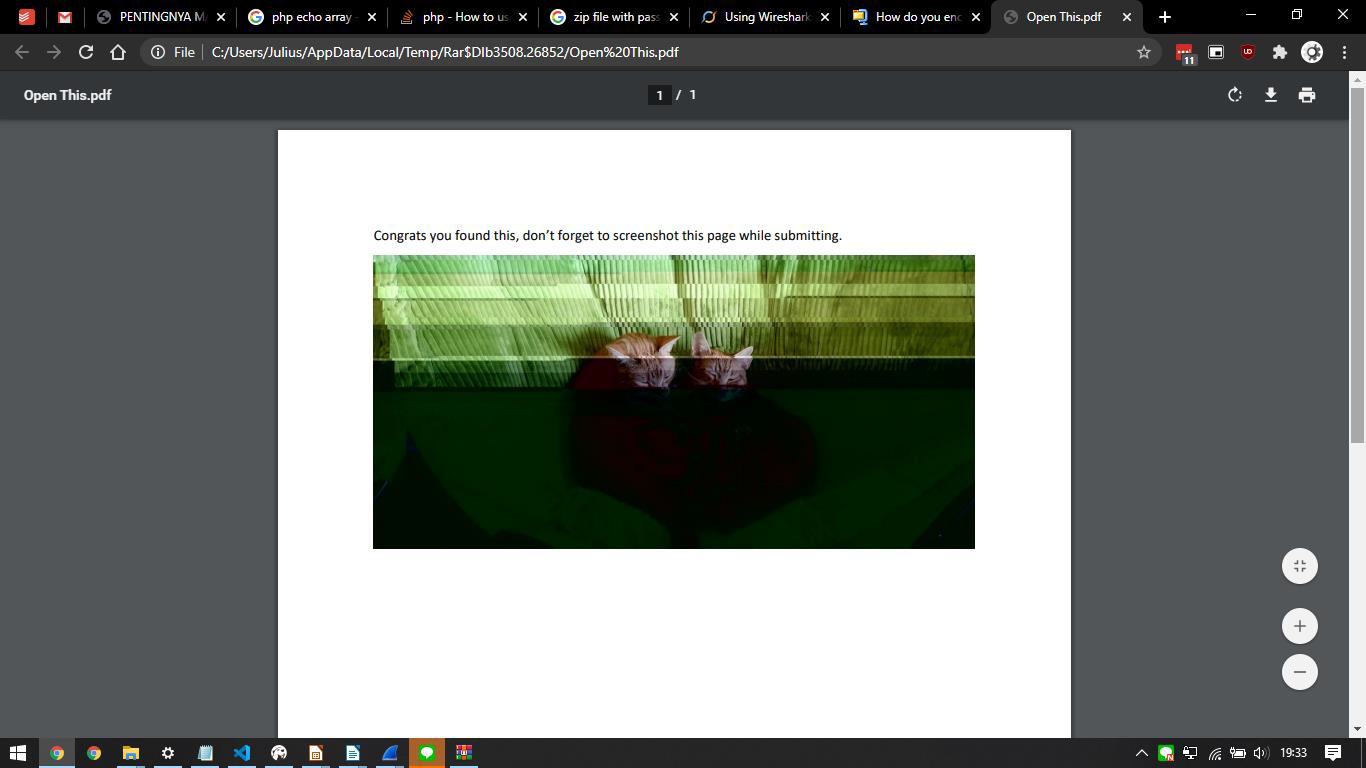 PENTINGNYA MA
php echo array -
php - How to us
zip file with pass
Using Wireshark
How do you enc
Open This.pdf
File
C:/Users/Julius/AppData/Local/Temp/Rar$DIb3508.26852/Open%20This.pdf
11
Open This.pdf
1 / 1
Congrats you found this, don’t forget to screenshot this page while submitting.
19:33